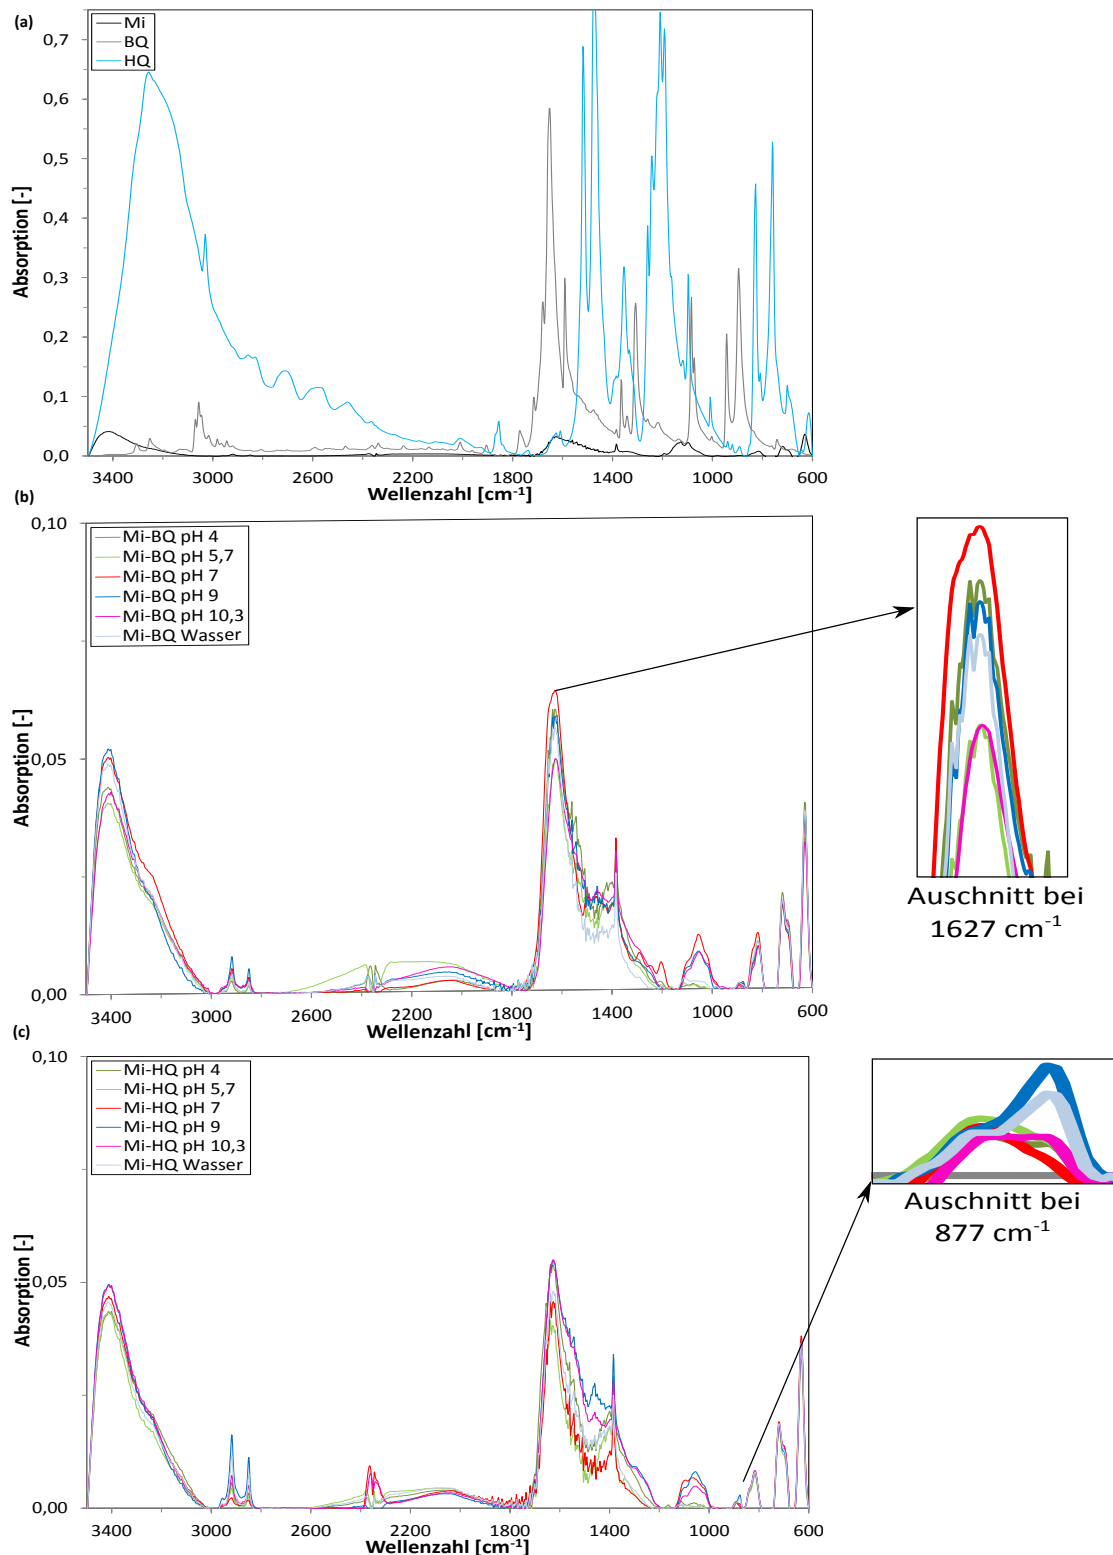 (a)
Mi
BQ
HQ
0,7
0,6
0,5
0,4
0,3
0,2
0,1
0,0
Absorption [-]
3400 3000 2600 2200 1800 1400 1000 600
Wellenzahl [cm⁻¹]
(b)
0,10
0,05
0,00
Absorption [-]
Mi-BQ pH 4
Mi-BQ pH 5,7
Mi-BQ pH 7
Mi-BQ pH 9
Mi-BQ pH 10,3
Mi-BQ Wasser
3400 3000 2600 2200 1800 1400 1000 600
Wellenzahl [cm⁻¹]
Auschnitt bei
1627 cm⁻¹
(c)
0,10
0,05
0,00
Absorption [-]
Mi-HQ pH 4
Mi-HQ pH 5,7
Mi-HQ pH 7
Mi-HQ pH 9
Mi-HQ pH 10,3
Mi-HQ Wasser
3400 3000 2600 2200 1800 1400 1000 600
Wellenzahl [cm⁻¹]
Auschnitt bei
877 cm⁻¹